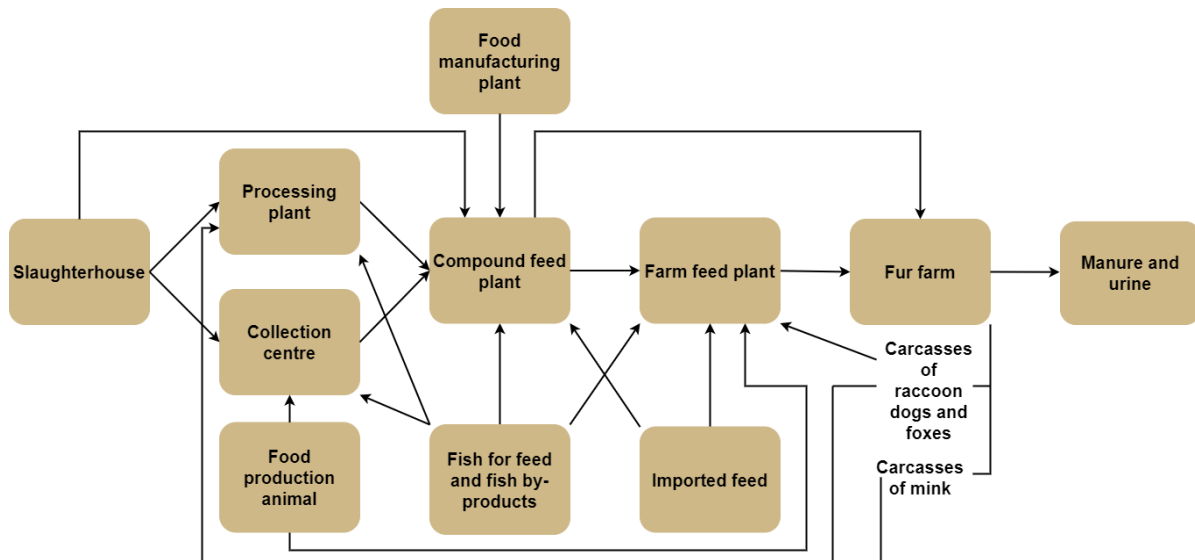 Food
manufacturing
plant
Processing
plant
Slaughterhouse
Compound feed
plant
Farm feed plant
Fur farm
Manure and
urine
Collection
centre
Carcasses
of
raccoon
dogs and
foxes
Food
production
animal
Fish for feed
and fish by-
products
Imported feed
Carcasses
of mink